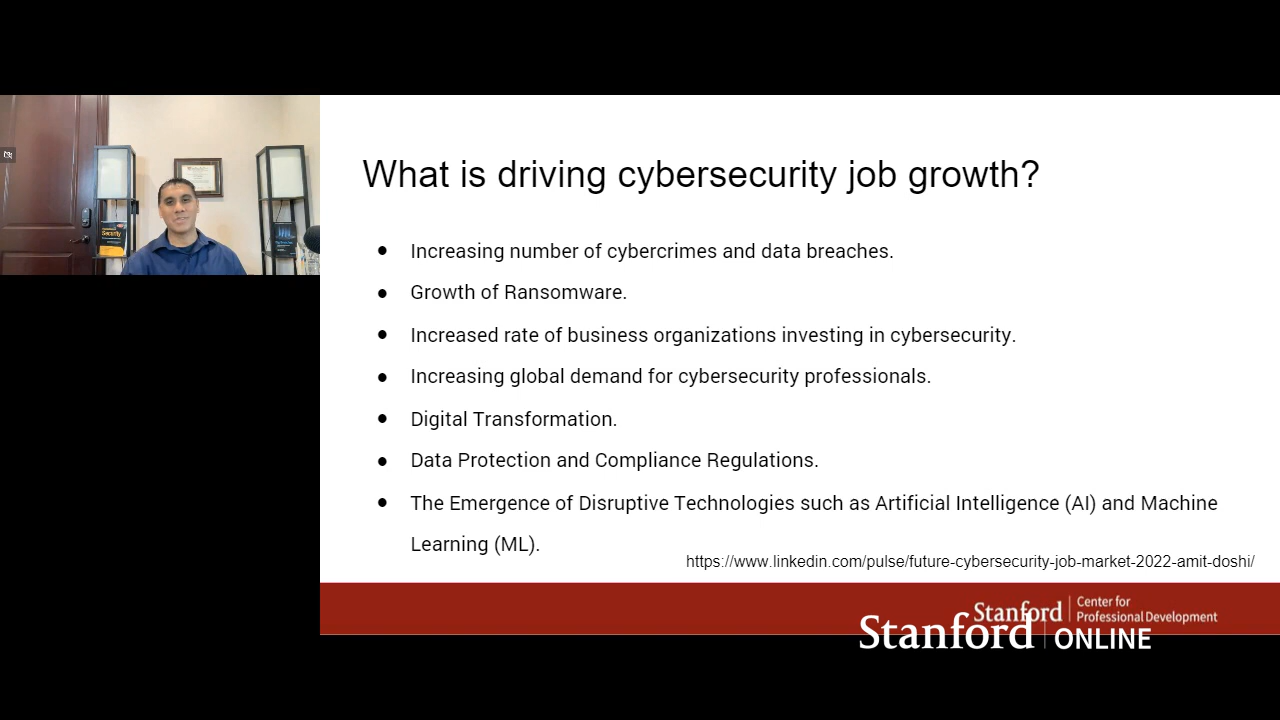 What is driving cybersecurity job growth?
● Increasing number of cybercrimes and data breaches.
● Growth of Ransomware.
● Increased rate of business organizations investing in cybersecurity.
● Increasing global demand for cybersecurity professionals.
● Digital Transformation.
● Data Protection and Compliance Regulations.
● The Emergence of Disruptive Technologies such as Artificial Intelligence (AI) and Machine
Learning (ML).
https://www.linkedin.com/pulse/future-cybersecurity-job-market-2022-amit-doshi/
Stanford
Center for
Professional Development
Stanford ONLINE
Security